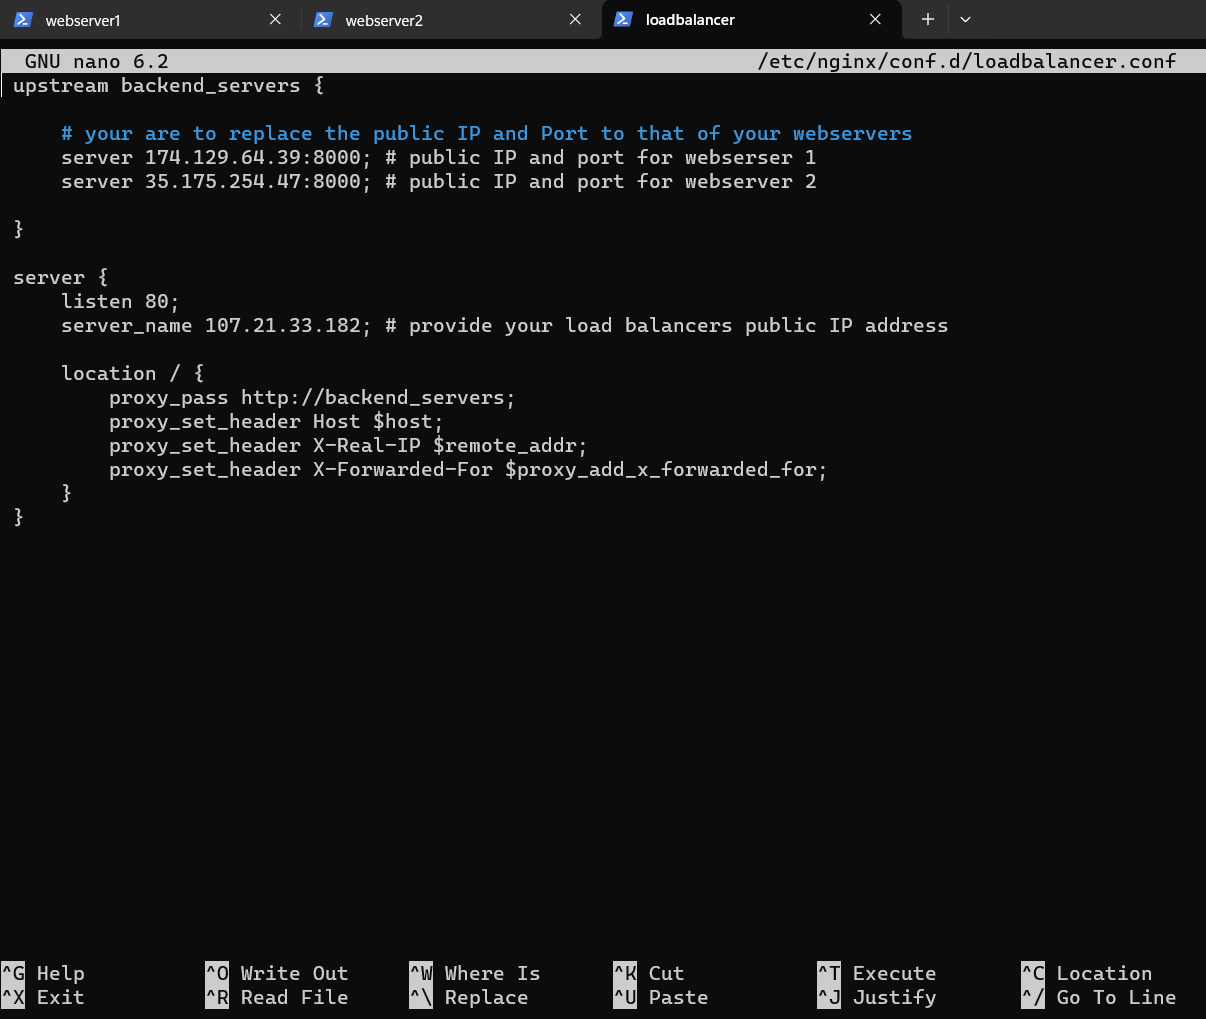 webserver1
webserver2
loadbalancer
GNU nano 6.2 /etc/nginx/conf.d/loadbalancer.conf
upstream backend_servers {
# your are to replace the public IP and Port to that of your webservers
server 174.129.64.39:8000; # public IP and port for webserser 1
server 35.175.254.47:8000; # public IP and port for webserver 2
}
server {
listen 80;
server_name 107.21.33.182; # provide your load balancers public IP address
location / {
proxy_pass http://backend_servers;
proxy_set_header Host $host;
proxy_set_header X-Real-IP $remote_addr;
proxy_set_header X-Forwarded-For $proxy_add_x_forwarded_for;
}
}
^G Help ^O Write Out ^W Where Is ^K Cut ^T Execute ^C Location
^X Exit ^R Read File ^\ Replace ^U Paste ^J Justify ^/ Go To Line